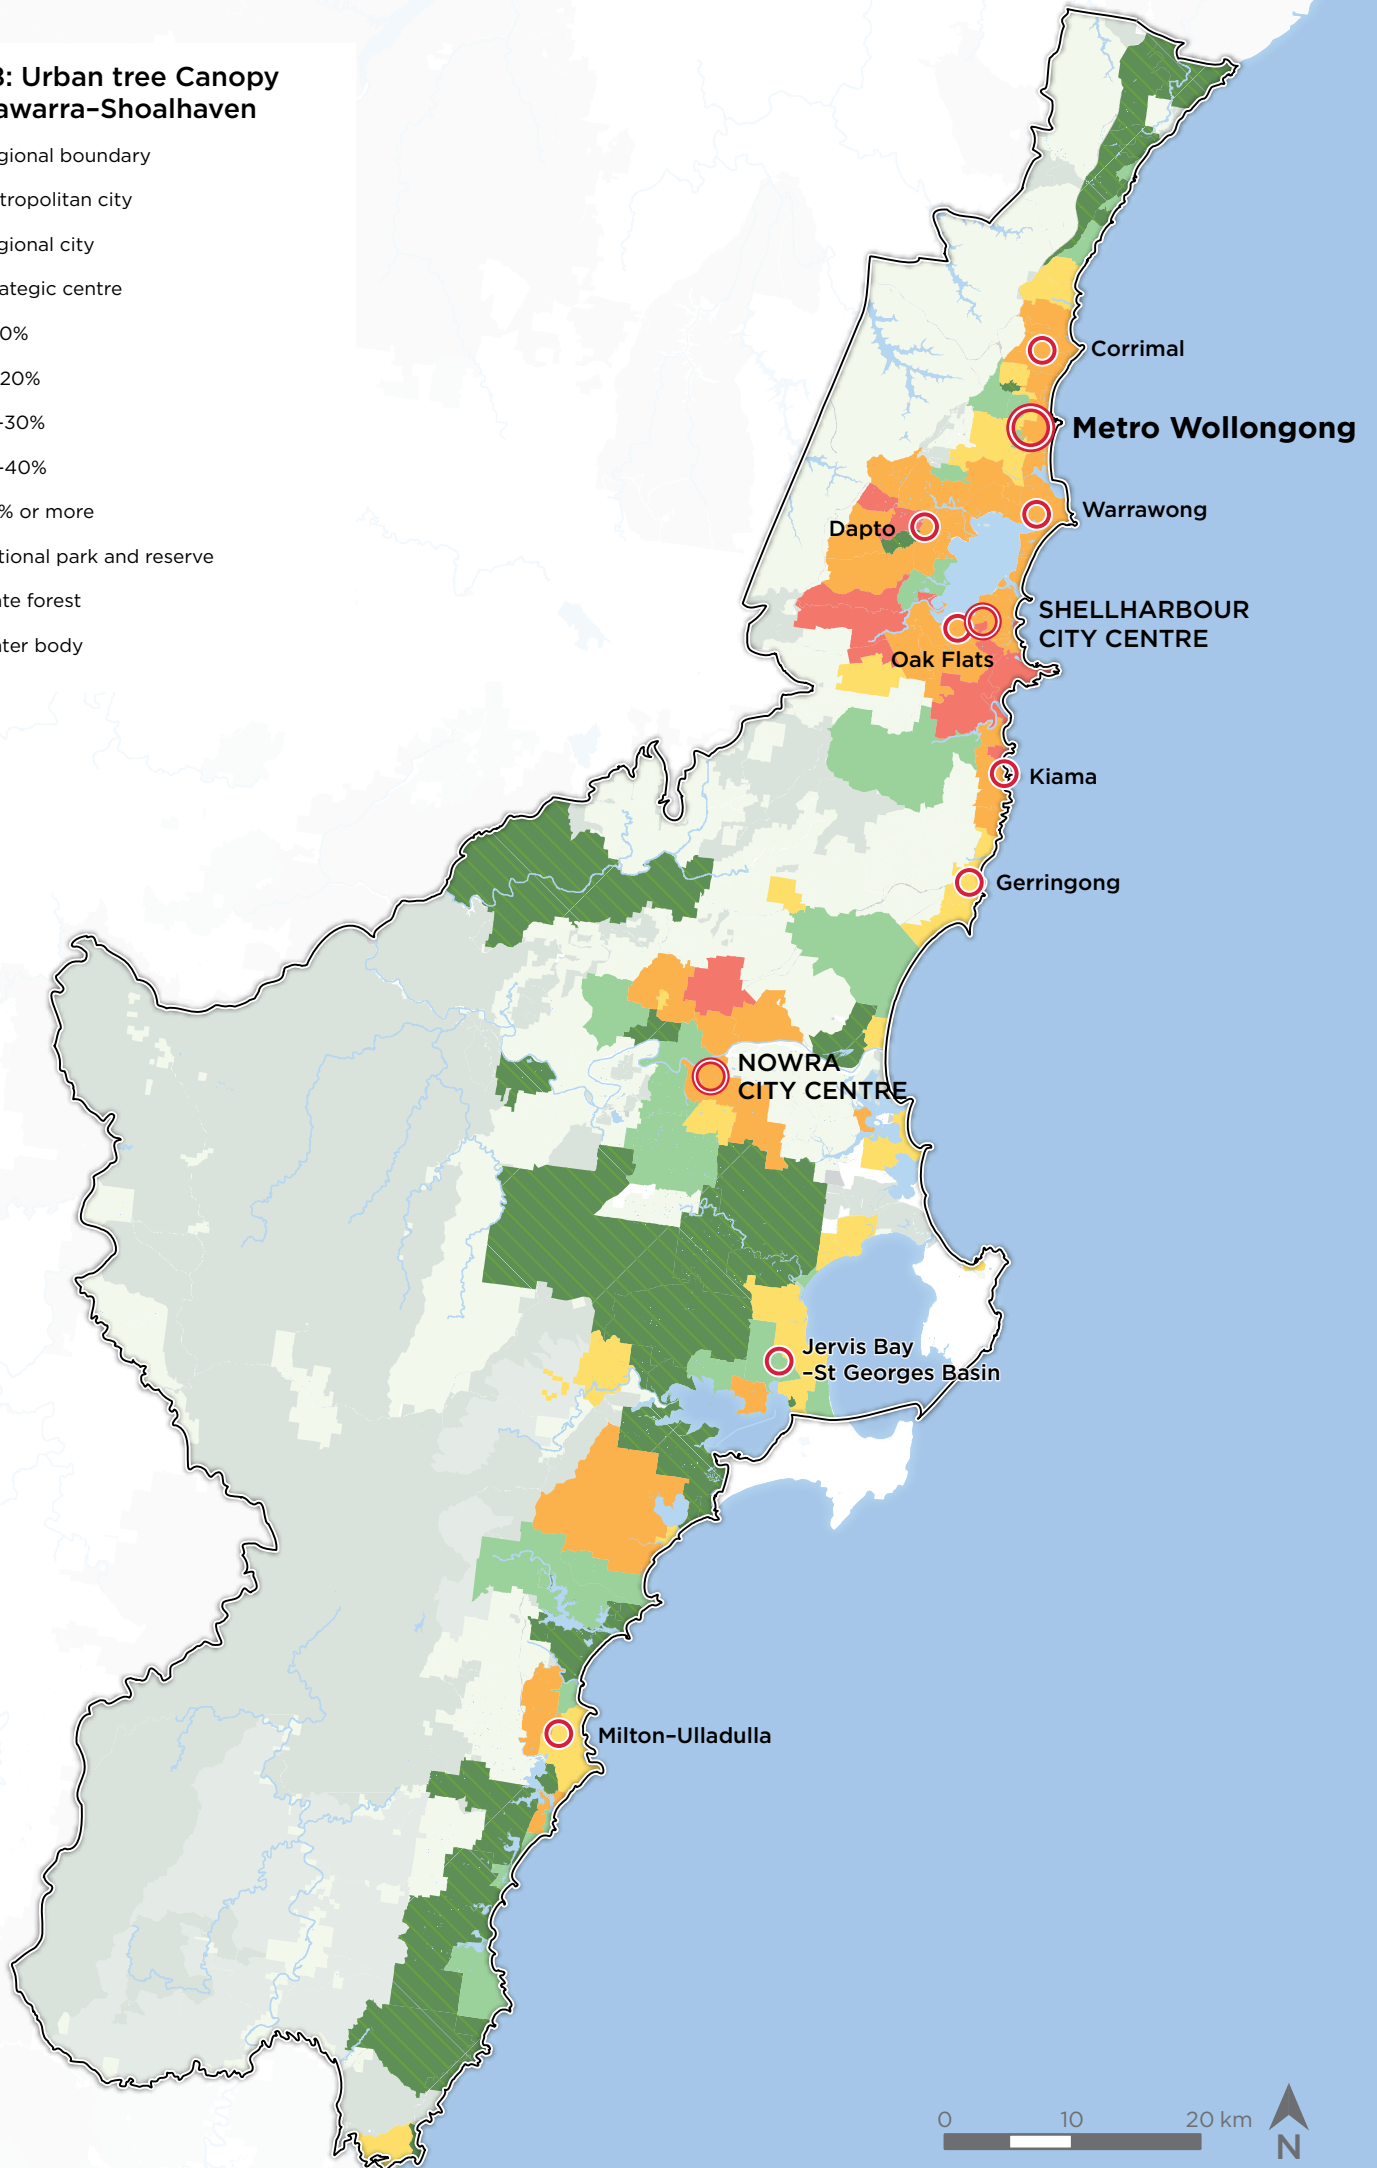 3: Urban tree Canopy
awarra–Shoalhaven
gional boundary
tropolitan city
gional city
ategic centre
0%
20%
-30%
-40%
% or more
tional park and reserve
ate forest
ter body
Corrimal
Metro Wollongong
Warrawong
Dapto
SHELLHARBOUR
CITY CENTRE
Oak Flats
Kiama
Gerringong
NOWRA
CITY CENTRE
Jervis Bay
–St Georges Basin
Milton–Ulladulla
0 10 20 km
N